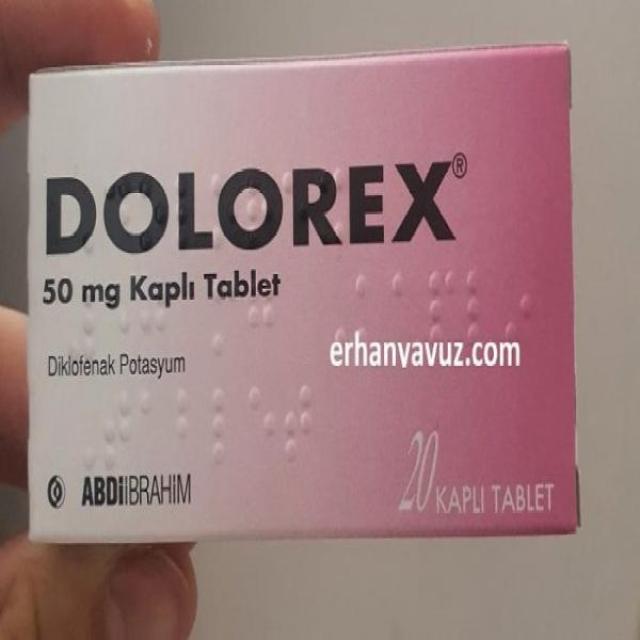 DOLOREX®
50 mg Kaplı Tablet
erhanyavuz.com
Diklofenak Potasyum
ABDİİBRAHİM
20 KAPLI TABLET